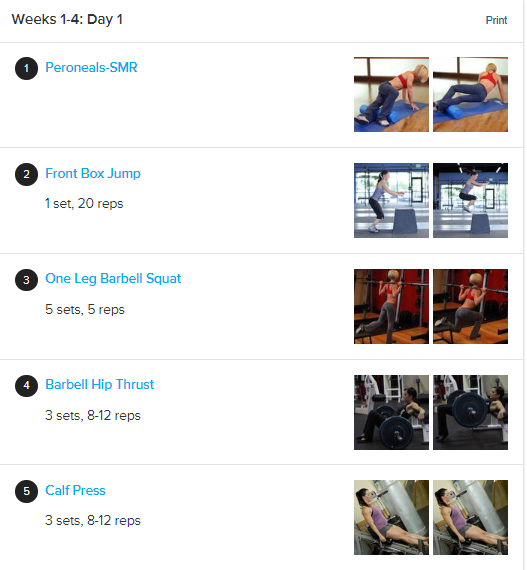 Weeks 1-4: Day 1
Print
1 Peroneals-SMR
2 Front Box Jump
1 set, 20 reps
3 One Leg Barbell Squat
5 sets, 5 reps
4 Barbell Hip Thrust
3 sets, 8-12 reps
5 Calf Press
3 sets, 8-12 reps